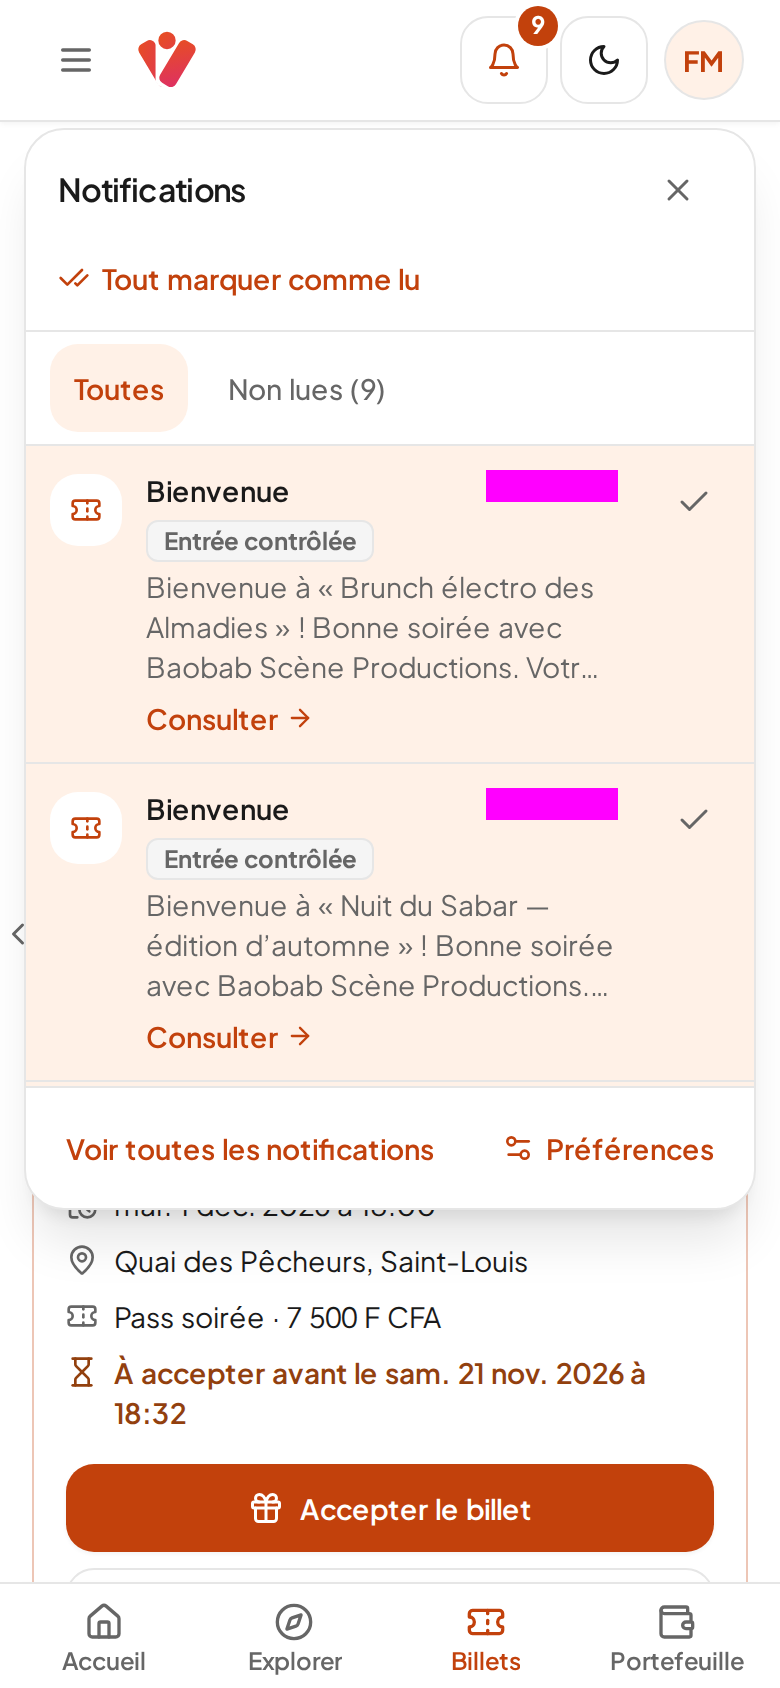 9
FM
Notifications
Tout marquer comme lu
Toutes
Non lues (9)
Bienvenue
Entrée contrôlée
Bienvenue à « Brunch électro des
Almadies » ! Bonne soirée avec
Baobab Scène Productions. Votr…
Consulter →
Bienvenue
Entrée contrôlée
Bienvenue à « Nuit du Sabar —
édition d’automne » ! Bonne soirée
avec Baobab Scène Productions.…
Consulter →
Voir toutes les notifications
Préférences
Quai des Pêcheurs, Saint-Louis
Pass soirée · 7 500 F CFA
À accepter avant le sam. 21 nov. 2026 à
18:32
Accepter le billet
Accueil
Explorer
Billets
Portefeuille